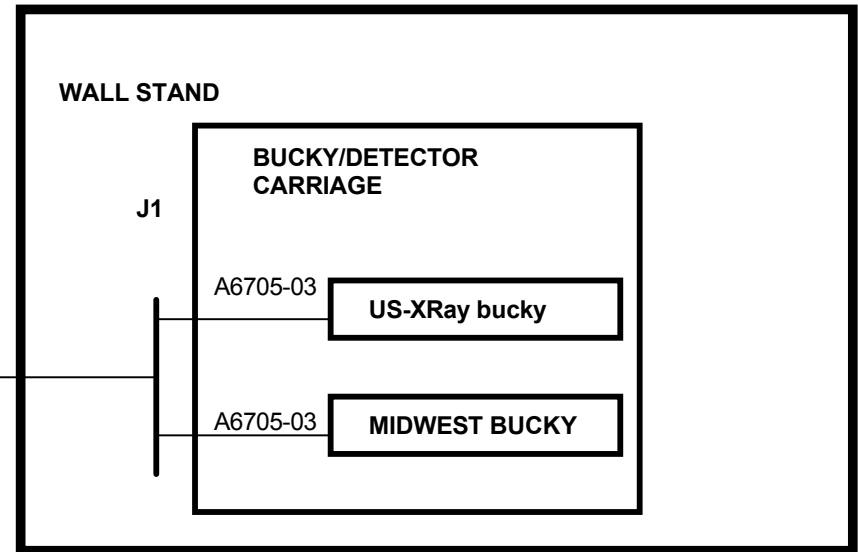 WALL STAND
BUCKY/DETECTOR
CARRIAGE
J1
A6705-03
US-XRay bucky
A6705-03
MIDWEST BUCKY